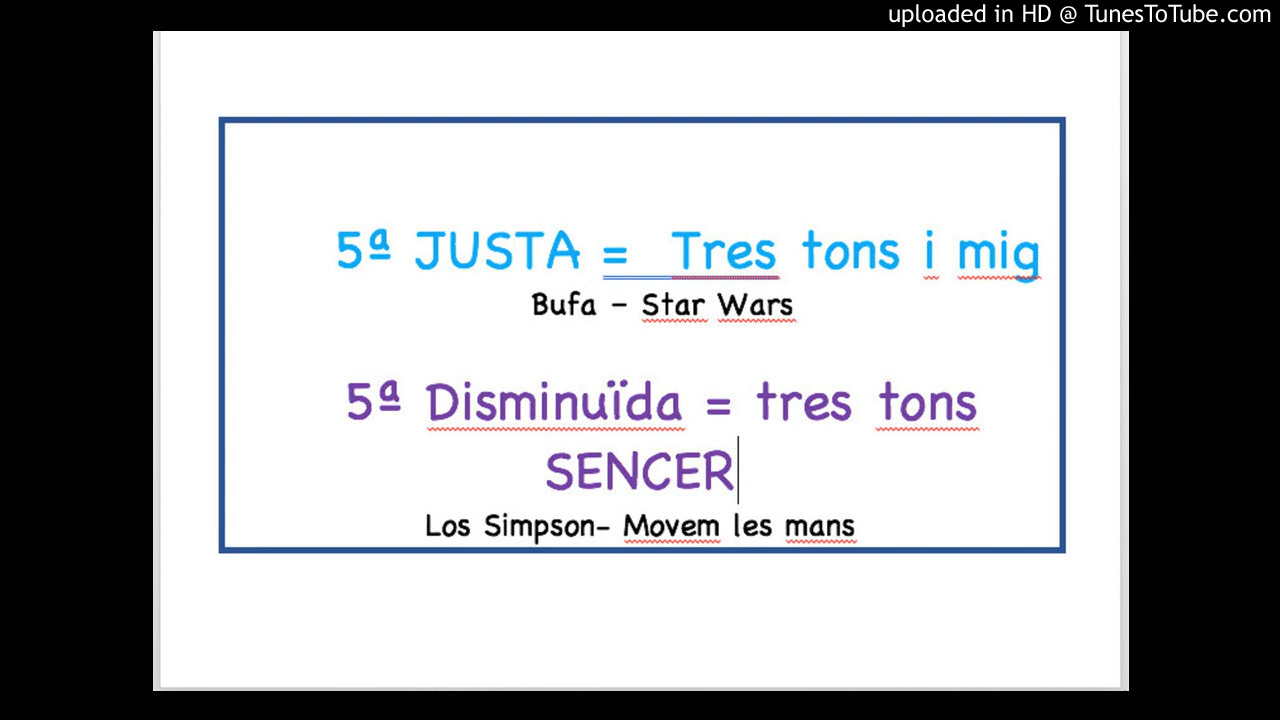 uploaded in HD @ TunesToTube.com
5ª JUSTA = Tres tons i mig
Bufa - Star Wars
5ª Disminuïda = tres tons
SENCER
Los Simpson- Movem les mans